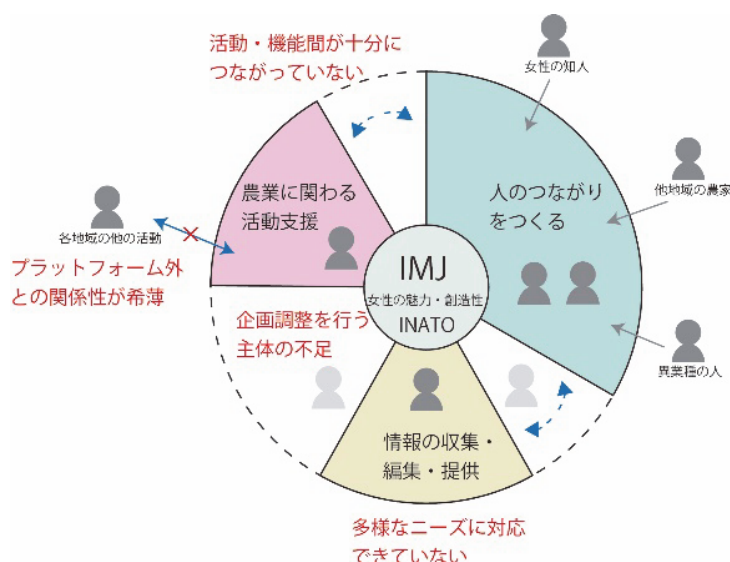 活動・機能間が十分に
つながっていない
女性の知人
農業に関わる
活動支援
人のつながり
をつくる
他地域の農家
各地域の他の活動
プラットフォーム外
との関係性が希薄
IMJ
女性の魅力・創造性
INATO
企画調整を行う
主体の不足
異業種の人
情報の収集・
編集・提供
多様なニーズに対応
できていない